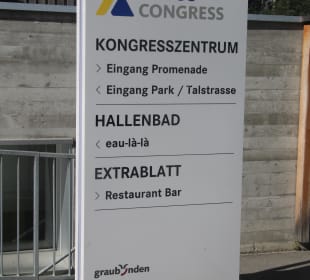 CONGRESS
KONGRESSZENTRUM
> Eingang Promenade
< Eingang Park / Talstrasse
HALLENBAD
< eau-là-là
EXTRABLATT
> Restaurant Bar
graubünden